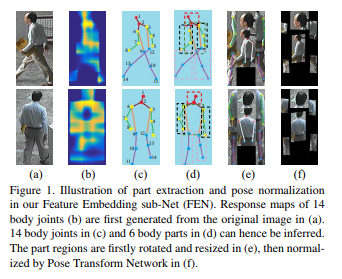 (a) (b) (c) (d) (e) (f)
Figure 1. Illustration of part extraction and pose normalization
in our Feature Embedding sub-Net (FEN). Response maps of 14
body joints (b) are first generated from the original image in (a).
14 body joints in (c) and 6 body parts in (d) can hence be inferred.
The part regions are firstly rotated and resized in (e), then normal-
ized by Pose Transform Network in (f).